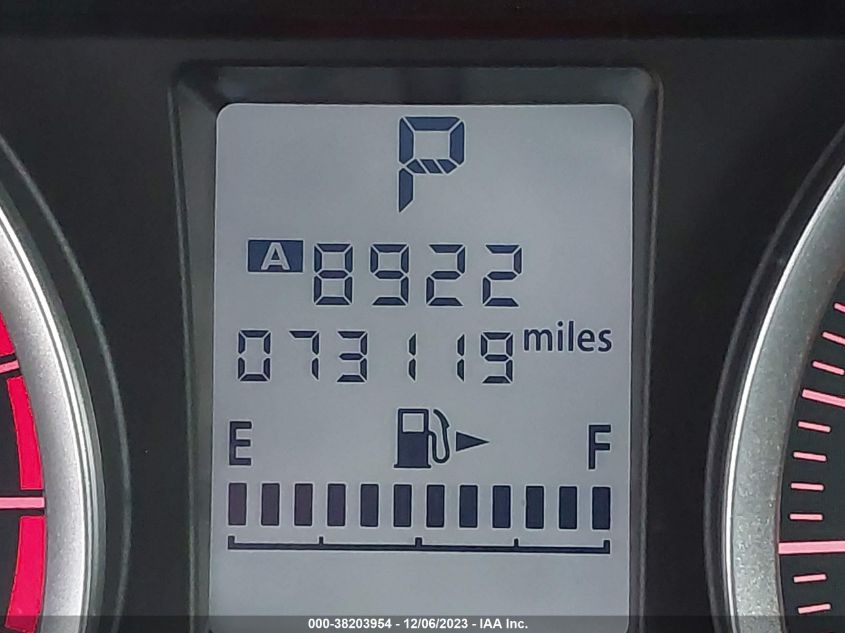 P
A 8922
073119 miles
E F
000-38203954 - 12/06/2023 - IAA Inc.